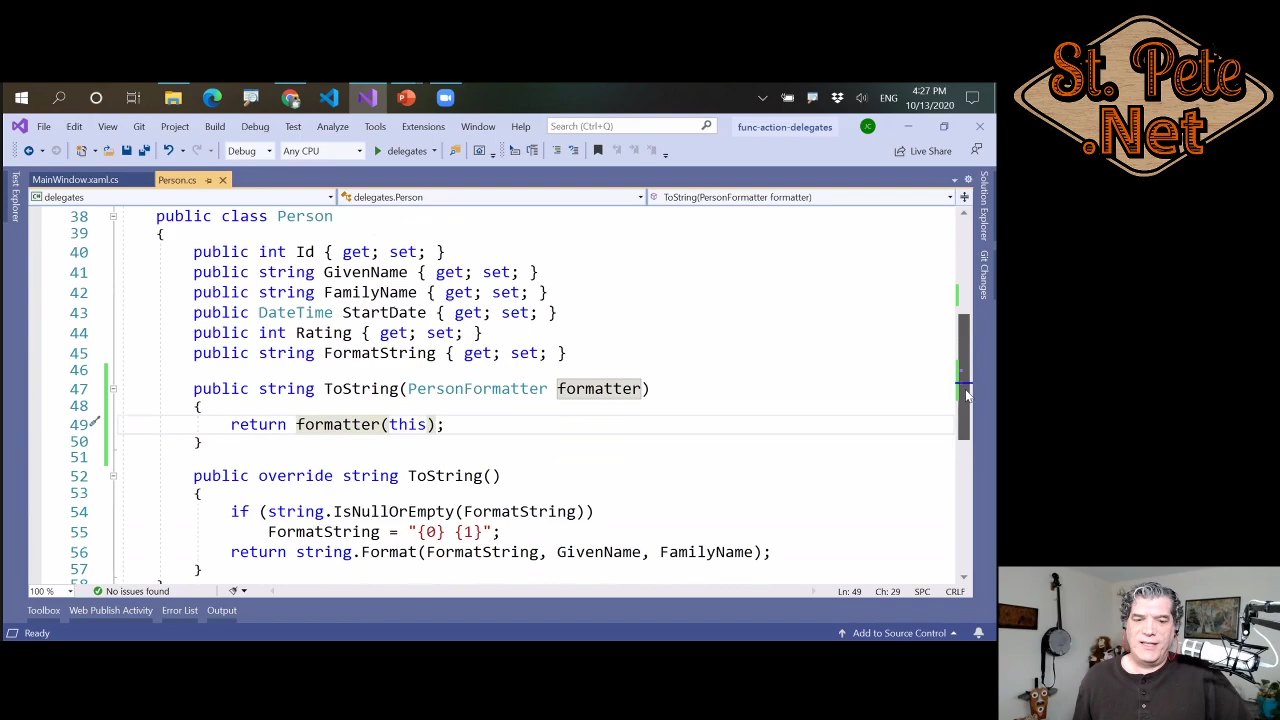 St. Pete
.Net
ENG
4:27 PM
10/13/2020
File Edit View Git Project Build Debug Test Analyze Tools Extensions Window Help Search (Ctrl+Q) func-action-delegates JC
Debug Any CPU delegates Live Share
Test Explorer
MainWindow.xaml.cs Person.cs
Solution Explorer
Git Changes
delegates delegates.Person ToString(PersonFormatter formatter)
38 public class Person
39 {
40 public int Id { get; set; }
41 public string GivenName { get; set; }
42 public string FamilyName { get; set; }
43 public DateTime StartDate { get; set; }
44 public int Rating { get; set; }
45 public string FormatString { get; set; }
46
47 public string ToString(PersonFormatter formatter)
48 {
49 return formatter(this);
50 }
51
52 public override string ToString()
53 {
54 if (string.IsNullOrEmpty(FormatString))
55 FormatString = "{0} {1}";
56 return string.Format(FormatString, GivenName, FamilyName);
57 }
58 }
100 % No issues found Ln: 49 Ch: 29 SPC CRLF
Toolbox Web Publish Activity Error List Output
Ready Add to Source Control